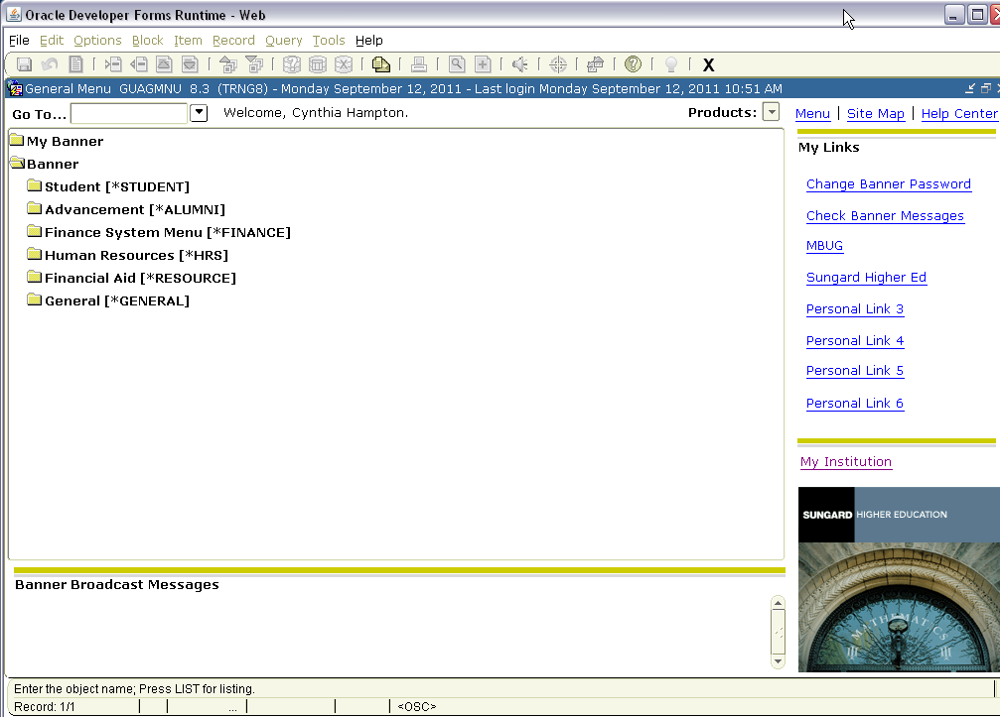 Oracle Developer Forms Runtime - Web
File Edit Options Block Item Record Query Tools Help
X
General Menu GUAGMNU 8.3 (TRNG8) - Monday September 12, 2011 - Last login Monday September 12, 2011 10:51 AM
Go To... Welcome, Cynthia Hampton. Products: Menu | Site Map | Help Center
My Banner
Banner
Student [*STUDENT]
Advancement [*ALUMNI]
Finance System Menu [*FINANCE]
Human Resources [*HRS]
Financial Aid [*RESOURCE]
General [*GENERAL]
My Links
Change Banner Password
Check Banner Messages
MBUG
Sungard Higher Ed
Personal Link 3
Personal Link 4
Personal Link 5
Personal Link 6
My Institution
SUNGARD HIGHER EDUCATION
MATHEMATICS
Banner Broadcast Messages
Enter the object name; Press LIST for listing.
Record: 1/1 ... <OSC>